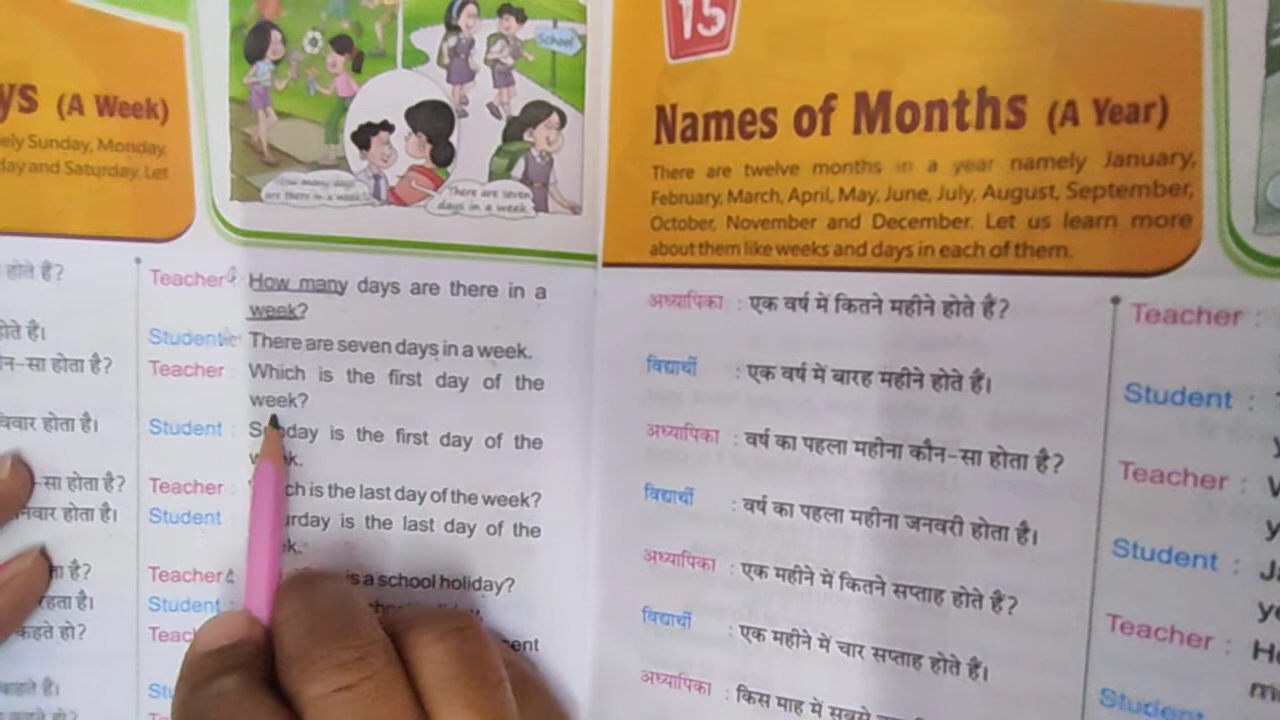 ys (A Week)
ely Sunday, Monday,
day and Saturday. Let
School
How many days
are there in a week?
There are seven
days in a week.
होते हैं?
होते हैं।
न-सा होता है?
विवार होता है।
-सा होता है?
नवार होता है।
ता है?
रहता है।
कहते हो?
Teacher How many days are there in a
week?
Student There are seven days in a week.
Teacher Which is the first day of the
week?
Student : Sunday is the first day of the
Teacher : ch is the last day of the week?
Student urday is the last day of the
Teacher is a school holiday?
Student :
ent
15
Names of Months (A Year)
There are twelve months in a year namely January,
February, March, April, May, June, July, August, September,
October, November and December. Let us learn more
about them like weeks and days in each of them.
अध्यापिका : एक वर्ष में कितने महीने होते हैं?
विद्यार्थी : एक वर्ष में बारह महीने होते हैं।
अध्यापिका : वर्ष का पहला महीना कौन-सा होता है?
विद्यार्थी : वर्ष का पहला महीना जनवरी होता है।
अध्यापिका : एक महीने में कितने सप्ताह होते हैं?
विद्यार्थी : एक महीने में चार सप्ताह होते हैं।
अध्यापिका : किस माह में सबसे
Teacher :
Student :
Teacher :
Student :
Teacher :
Student